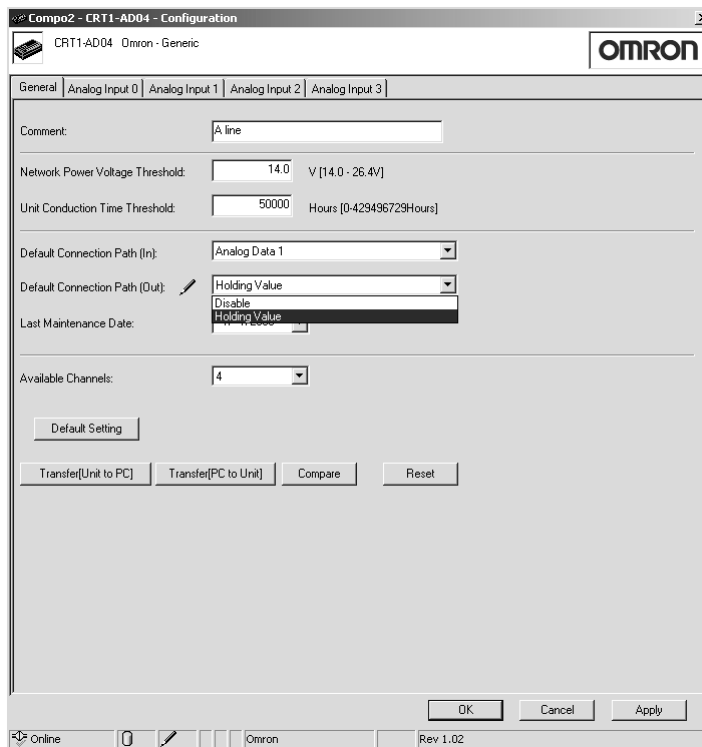 Compo2 - CRT1-AD04 - Configuration
CRT1-AD04 Omron - Generic
OMRON
General Analog Input 0 Analog Input 1 Analog Input 2 Analog Input 3
Comment: A line
Network Power Voltage Threshold: 14.0 V [14.0 - 26.4V]
Unit Conduction Time Threshold: 50000 Hours [0-429496729Hours]
Default Connection Path (In): Analog Data 1
Default Connection Path (Out): Holding Value
Disable
Holding Value
Last Maintenance Date:
Available Channels: 4
Default Setting
Transfer[Unit to PC] Transfer[PC to Unit] Compare Reset
OK Cancel Apply
Online Omron Rev 1.02